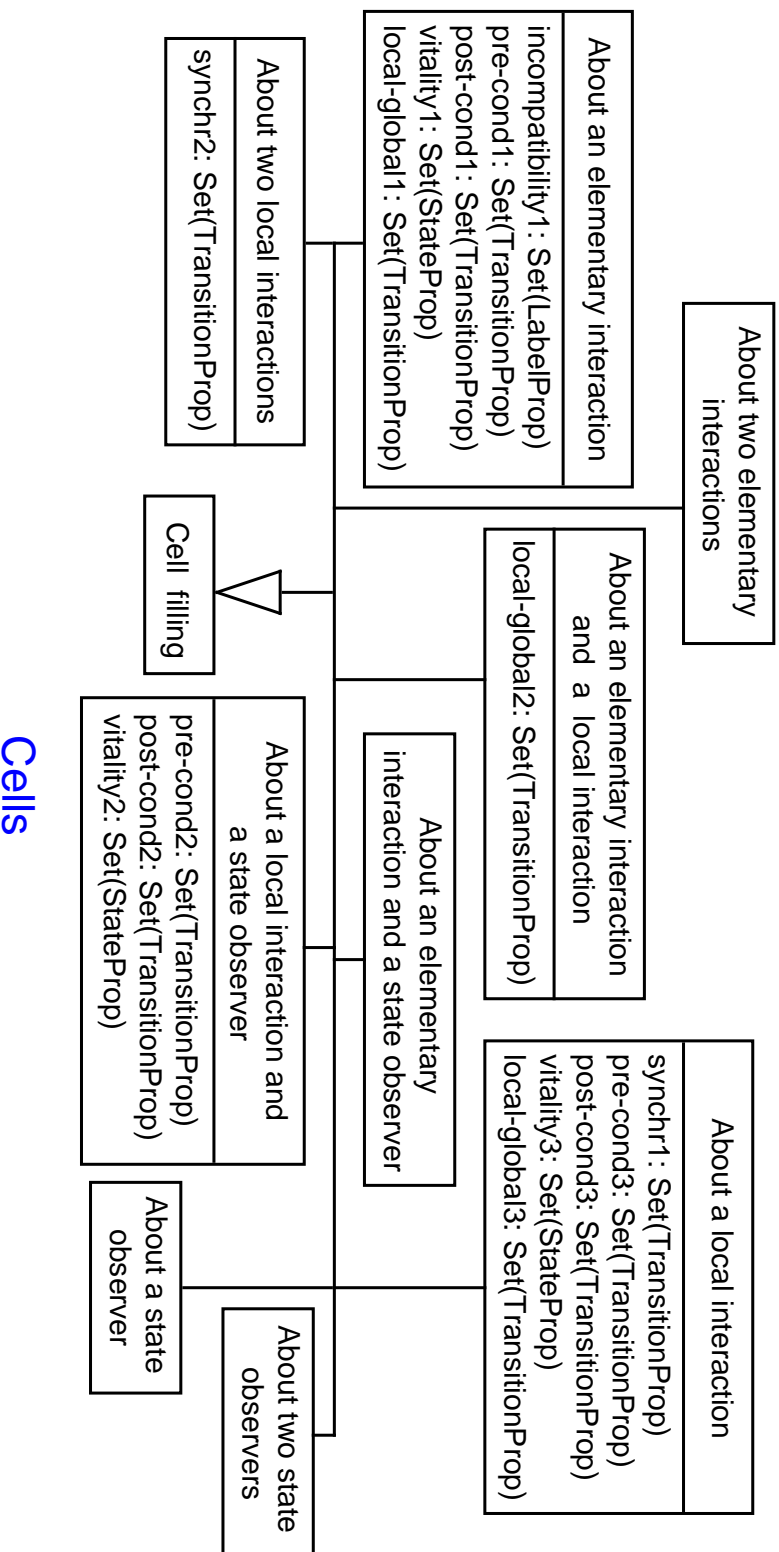 About an elementary interaction
incompatibility1: Set(LabelProp)
pre-cond1: Set(TransitionProp)
post-cond1: Set(TransitionProp)
vitality1: Set(StateProp)
local-global1: Set(TransitionProp)
About two elementary
interactions
About an elementary interaction
and a local interaction
local-global2: Set(TransitionProp)
About a local interaction
synchr1: Set(TransitionProp)
pre-cond3: Set(TransitionProp)
post-cond3: Set(TransitionProp)
vitality3: Set(StateProp)
local-global3: Set(TransitionProp)
About an elementary
interaction and a state observer
About two local interactions
synchr2: Set(TransitionProp)
Cell filling
About a local interaction and
a state observer
pre-cond2: Set(TransitionProp)
post-cond2: Set(TransitionProp)
vitality2: Set(StateProp)
About a state
observer
About two state
observers
Cells